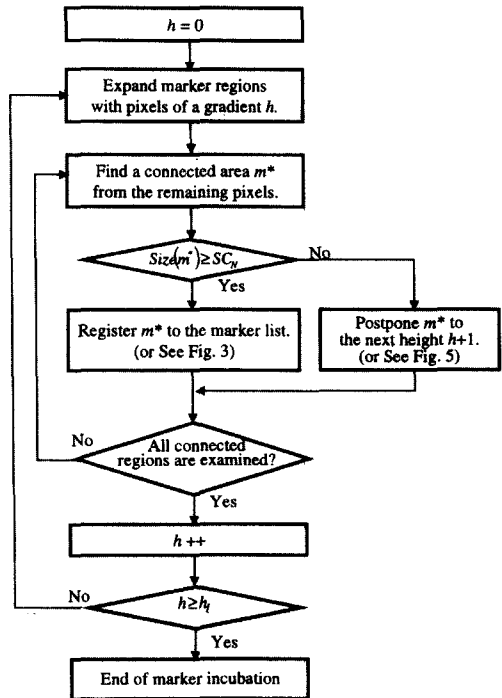 h = 0
Expand marker regions
with pixels of a gradient h.
Find a connected area m*
from the remaining pixels.
Size(m*) ≥ SC_N
No
Yes
Register m* to the marker list.
(or See Fig. 3)
Postpone m* to
the next height h+1.
(or See Fig. 5)
No
All connected
regions are examined?
Yes
h ++
No
h ≥ h_t
Yes
End of marker incubation